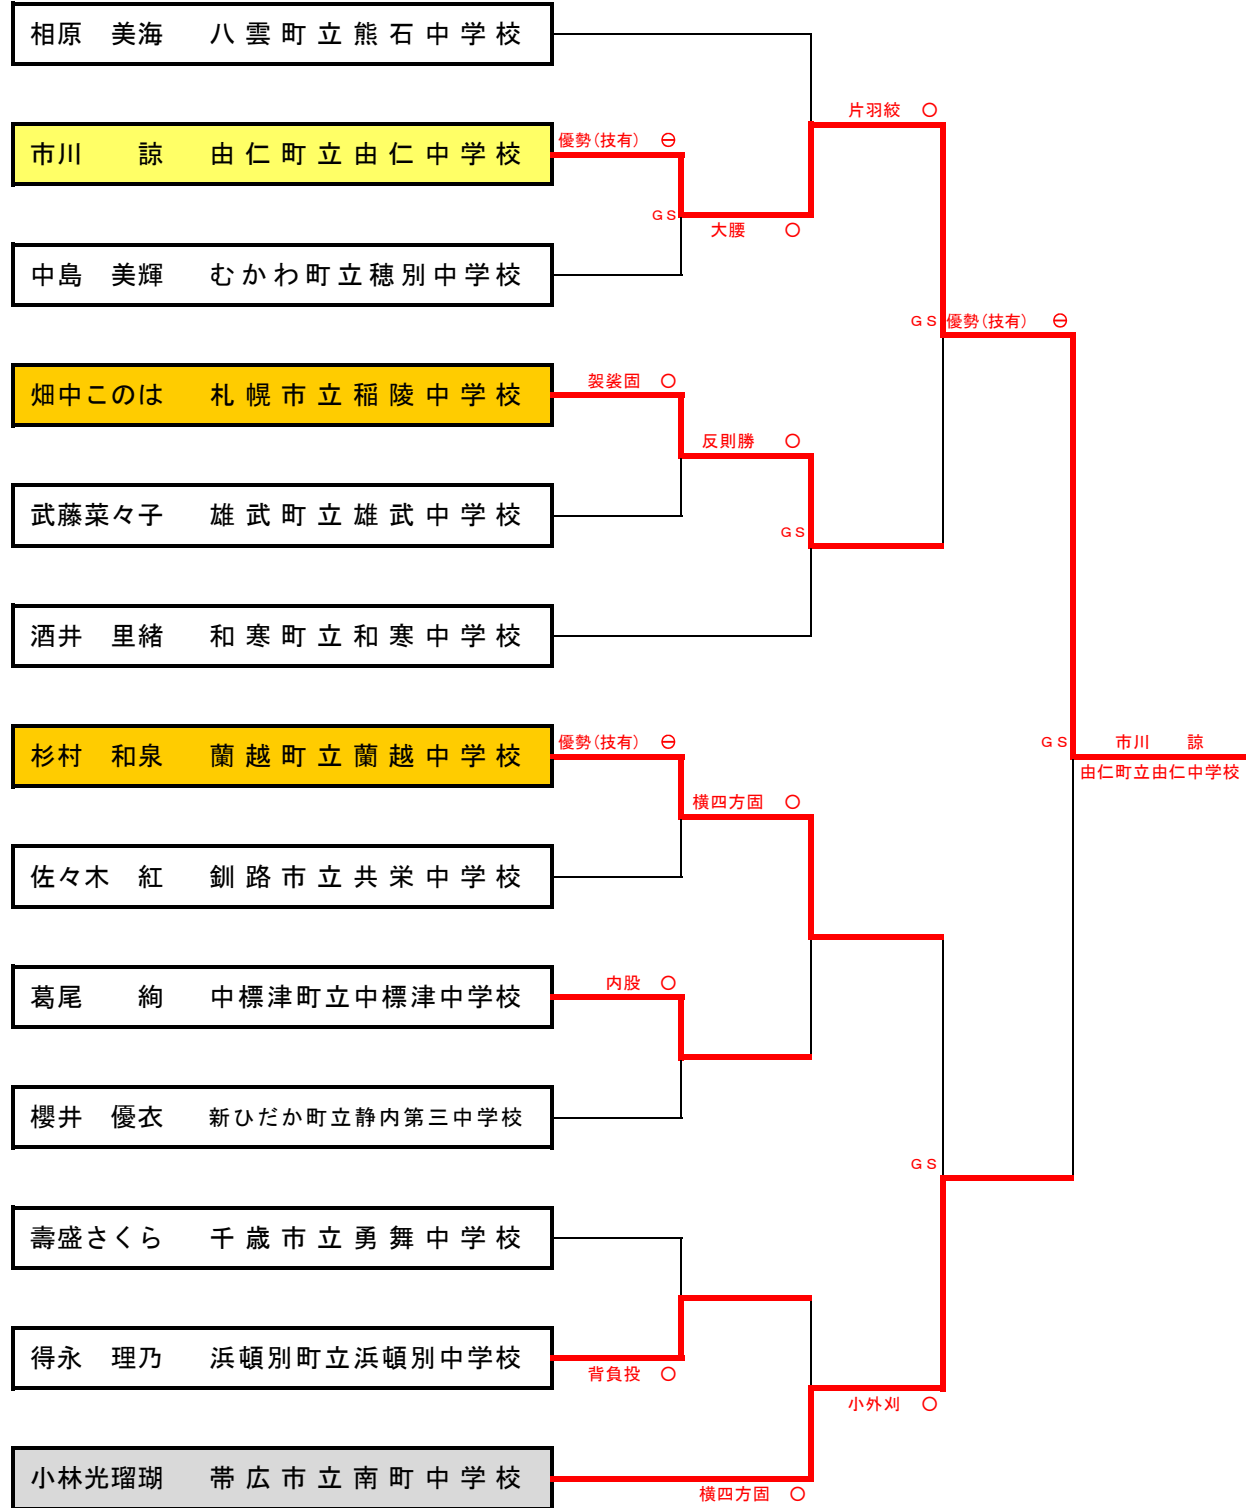 相原　美海　八雲町立熊石中学校
片羽絞　○
市川　　諒　由仁町立由仁中学校
優勢(技有)　⊖
GS
大腰　○
中島　美輝　むかわ町立穂別中学校
GS 優勢(技有)　⊖
畑中このは　札幌市立稲陵中学校
袈裟固　○
反則勝　○
武藤菜々子　雄武町立雄武中学校
GS
酒井　里緒　和寒町立和寒中学校
杉村　和泉　蘭越町立蘭越中学校
優勢(技有)　⊖
GS
市川　　諒
由仁町立由仁中学校
横四方固　○
佐々木　紅　釧路市立共栄中学校
葛尾　　絢　中標津町立中標津中学校
内股　○
櫻井　優衣　新ひだか町立静内第三中学校
GS
壽盛さくら　千歳市立勇舞中学校
得永　理乃　浜頓別町立浜頓別中学校
背負投　○
小外刈　○
小林光瑠瑚　帯広市立南町中学校
横四方固　○